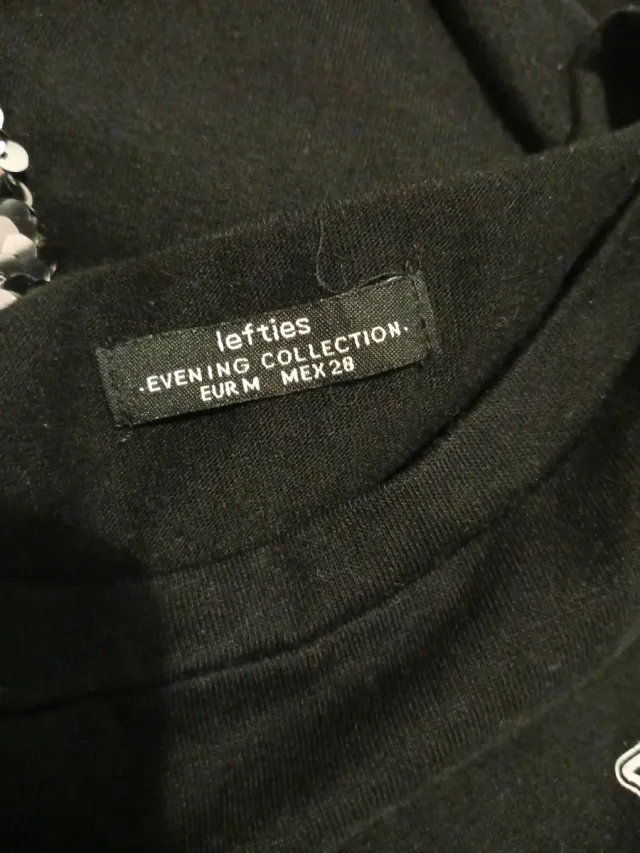 lefties
·EVENING COLLECTION·
EUR M MEX 28